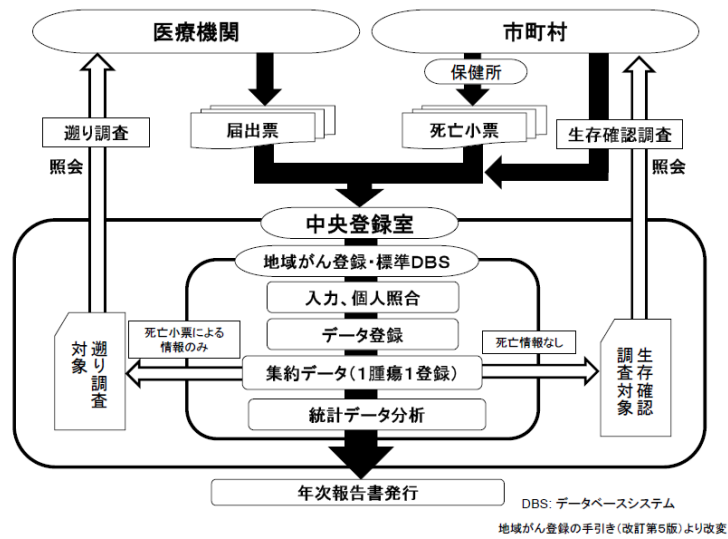 医療機関
市町村
保健所
届出票
死亡小票
遡り調査
照会
生存確認調査
照会
中央登録室
地域がん登録・標準DBS
入力、個人照合
データ登録
死亡小票による
情報のみ
死亡情報なし
集約データ(1腫瘍1登録)
遡り調査
対象
生存確認
調査対象
統計データ分析
年次報告書発行
DBS: データベースシステム
地域がん登録の手引き(改訂第5版)より改変